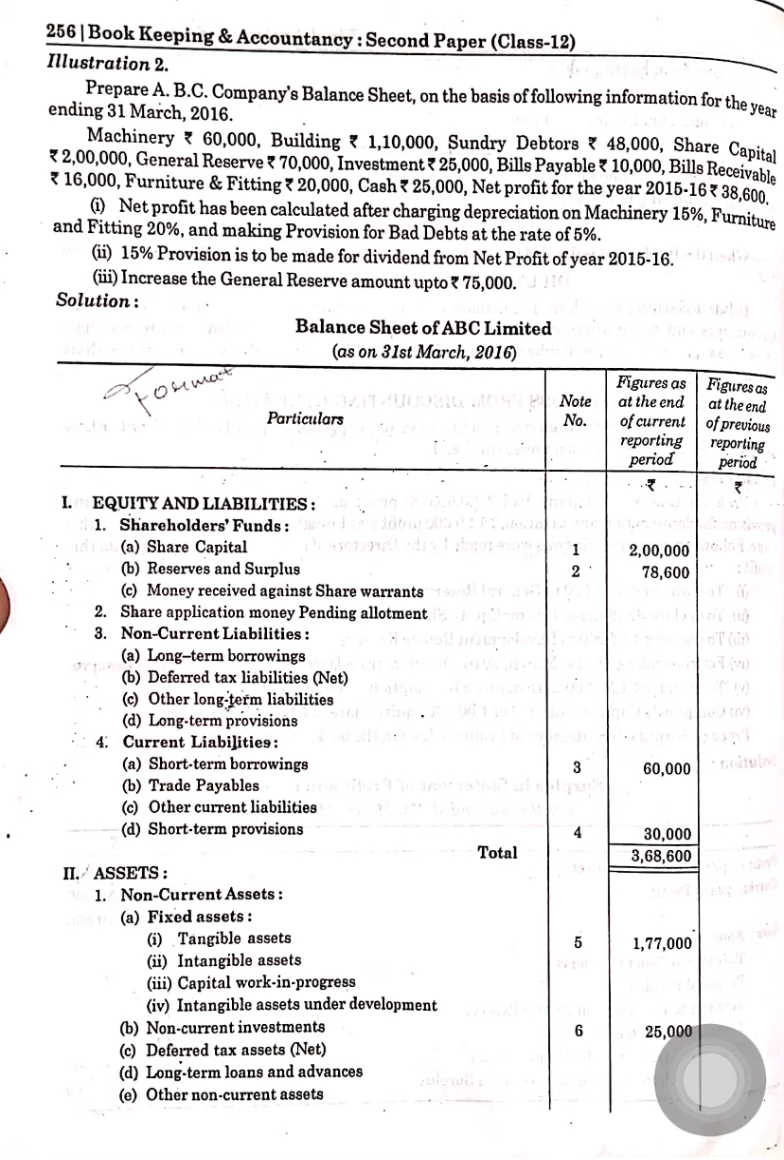 256 | Book Keeping & Accountancy : Second Paper (Class-12)
Illustration 2.
Prepare A. B.C. Company's Balance Sheet, on the basis of following information for the year
ending 31 March, 2016.
Machinery ₹ 60,000, Building ₹ 1,10,000, Sundry Debtors ₹ 48,000, Share Capital
₹ 2,00,000, General Reserve ₹ 70,000, Investment ₹ 25,000, Bills Payable ₹ 10,000, Bills Receivable
₹ 16,000, Furniture & Fitting ₹ 20,000, Cash ₹ 25,000, Net profit for the year 2015-16 ₹ 38,600.
(i) Net profit has been calculated after charging depreciation on Machinery 15%, Furniture
and Fitting 20%, and making Provision for Bad Debts at the rate of 5%.
(ii) 15% Provision is to be made for dividend from Net Profit of year 2015-16.
(iii) Increase the General Reserve amount upto ₹ 75,000.
Solution :
Balance Sheet of ABC Limited
(as on 31st March, 2016)
Format
Particulars
Note No.
Figures as at the end of current reporting period
Figures as at the end of previous reporting period
₹ ₹
I. EQUITY AND LIABILITIES :
1. Shareholders' Funds :
(a) Share Capital 1 2,00,000
(b) Reserves and Surplus 2 78,600
(c) Money received against Share warrants
2. Share application money Pending allotment
3. Non-Current Liabilities :
(a) Long–term borrowings
(b) Deferred tax liabilities (Net)
(c) Other long-term liabilities
(d) Long-term provisions
4. Current Liabilities :
(a) Short-term borrowings 3 60,000
(b) Trade Payables
(c) Other current liabilities
(d) Short-term provisions 4 30,000
Total 3,68,600
II. ASSETS :
1. Non-Current Assets :
(a) Fixed assets :
(i) Tangible assets 5 1,77,000
(ii) Intangible assets
(iii) Capital work-in-progress
(iv) Intangible assets under development
(b) Non-current investments 6 25,000
(c) Deferred tax assets (Net)
(d) Long-term loans and advances
(e) Other non-current assets